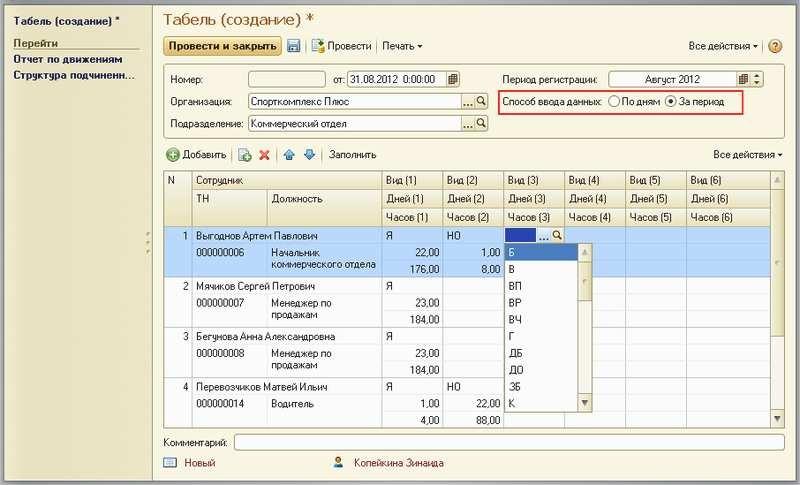 Табель (создание) *
Перейти
Отчет по движениям
Структура подчиненн...
Табель (создание) *
Провести и закрыть Провести Печать Все действия
Номер: от: 31.08.2012 0:00:00 Период регистрации: Август 2012
Организация: Спорткомплекс Плюс ... Способ ввода данных: По дням За период
Подразделение: Коммерческий отдел ...
Добавить Заполнить Все действия
N Сотрудник Вид (1) Вид (2) Вид (3) Вид (4) Вид (5) Вид (6)
ТН Должность Дней (1) Дней (2) Дней (3) Дней (4) Дней (5) Дней (6)
Часов (1) Часов (2) Часов (3) Часов (4) Часов (5) Часов (6)
1 Выгоднов Артем Павлович Я НО ...
000000006 Начальник 22,00 1,00 Б
коммерческого отдела 176,00 8,00 В
2 Мячиков Сергей Петрович Я ВП
000000007 Менеджер по 23,00 ВР
продажам 184,00 ВЧ
3 Бегунова Анна Александровна Я Г
000000008 Менеджер по 23,00 ДБ
продажам 184,00 ДО
4 Перевозчиков Матвей Ильич Я НО ЗБ
000000014 Водитель 1,00 22,00 К
4,00 88,00
Комментарий:
Новый Копейкина Зинаида